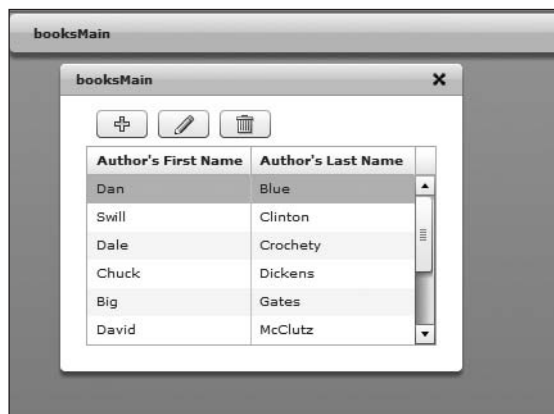 booksMain
booksMain
Author's First Name Author's Last Name
Dan Blue
Swill Clinton
Dale Crochety
Chuck Dickens
Big Gates
David McClutz